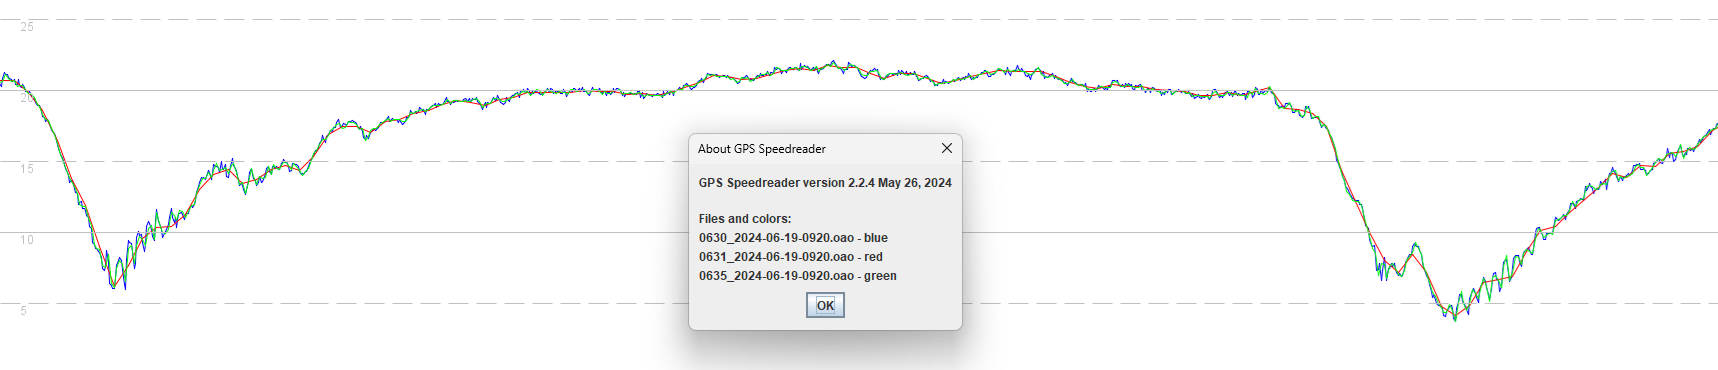 25
20
15
10
5
About GPS Speedreader
GPS Speedreader version 2.2.4 May 26, 2024
Files and colors:
0630_2024-06-19-0920.oao - blue
0631_2024-06-19-0920.oao - red
0635_2024-06-19-0920.oao - green
OK